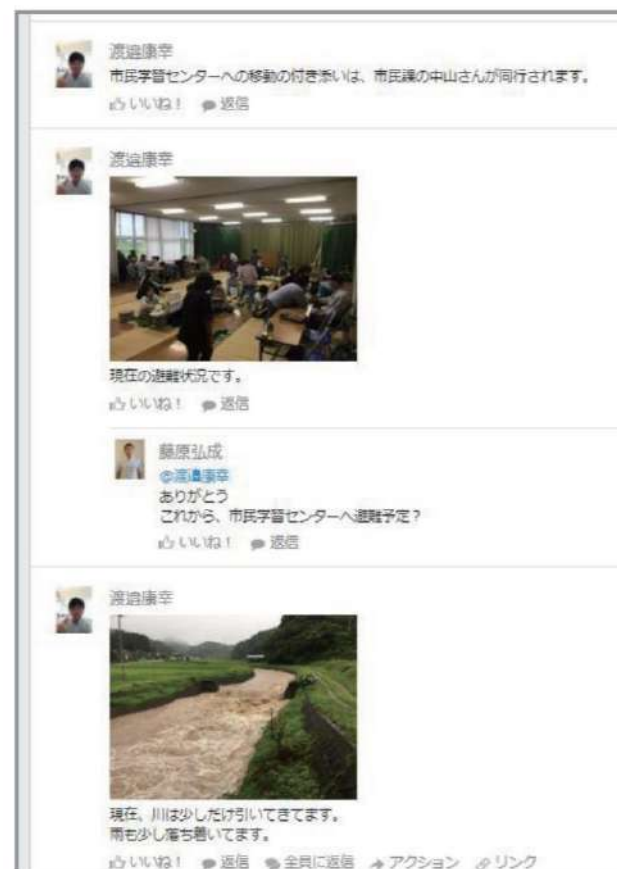 渡邉康幸
市民学習センターへの移動の付き添いは、市民課の中山さんが同行されます。
いいね！ 返信
渡邉康幸
現在の避難状況です。
いいね！ 返信
藤原弘成
@渡邉康幸
ありがとう
これから、市民学習センターへ避難予定？
いいね！ 返信
渡邉康幸
現在、川は少しだけ引いてきてます。
雨も少し落ち着いてます。
いいね！ 返信 全員に返信 アクション リンク